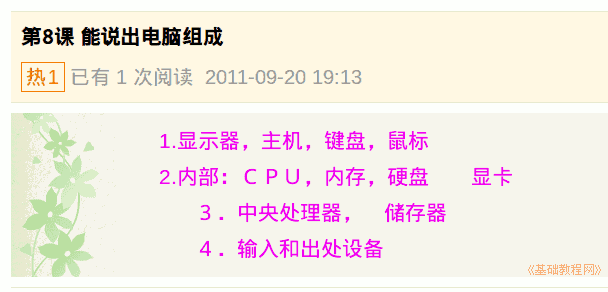 第8课 能说出电脑组成
热1 已有 1 次阅读 2011-09-20 19:13
1.显示器，主机，键盘，鼠标
2.内部：ＣＰＵ，内存，硬盘　显卡
３．中央处理器，　储存器
４．输入和出处设备
《基础教程网》